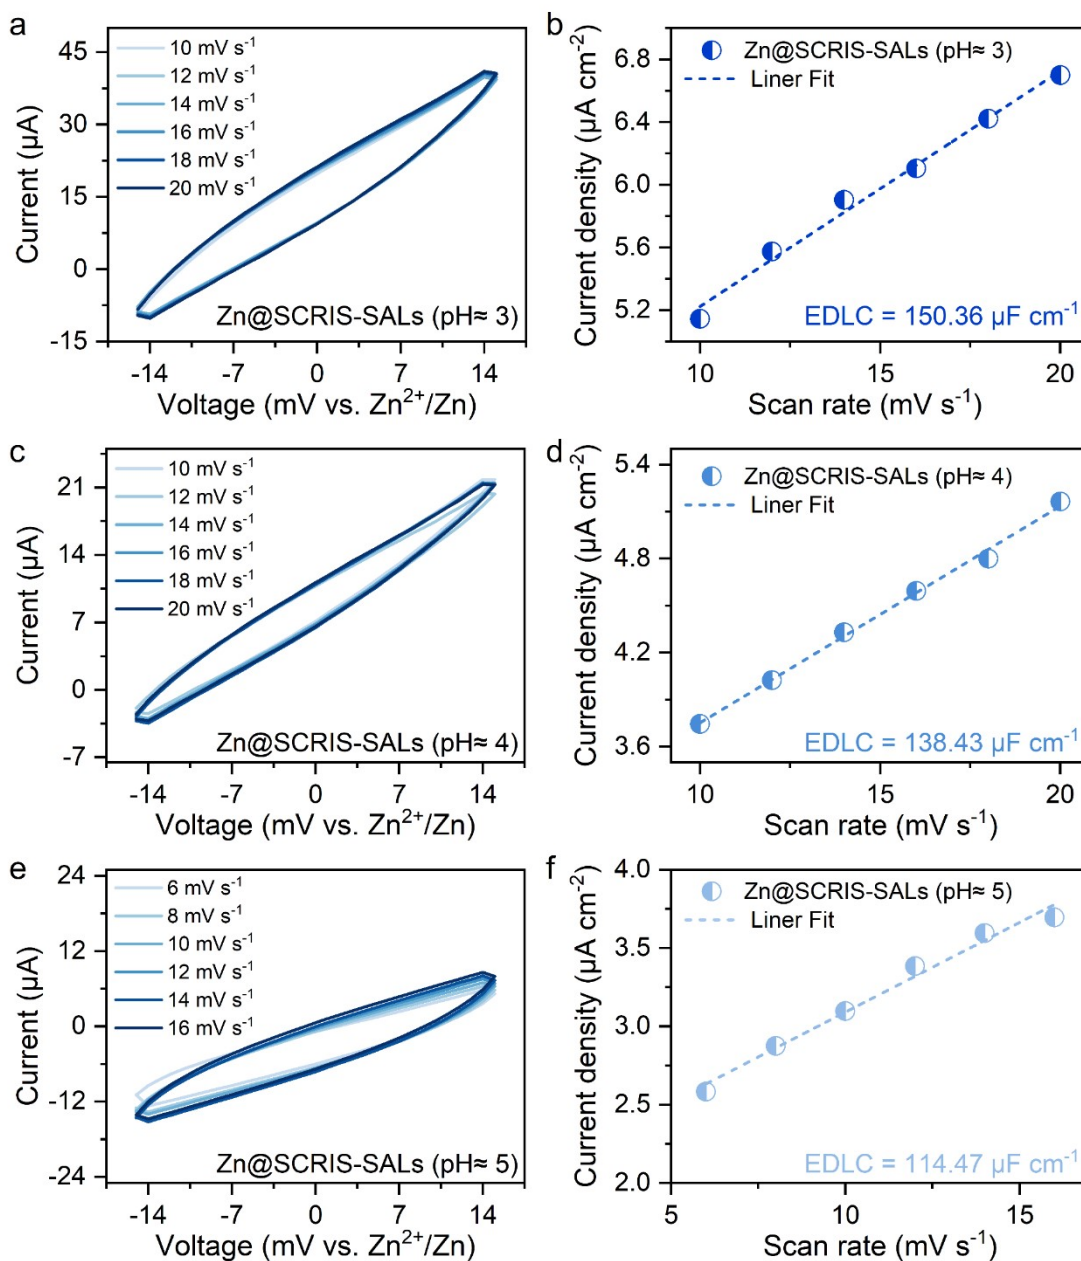 a
45
30
15
0
-15
Current (µA)
10 mV s⁻¹
12 mV s⁻¹
14 mV s⁻¹
16 mV s⁻¹
18 mV s⁻¹
20 mV s⁻¹
Zn@SCRIS-SALs (pH≈ 3)
-14 -7 0 7 14
Voltage (mV vs. Zn²⁺/Zn)
b
6.8
6.4
6.0
5.6
5.2
Current density (µA cm⁻²)
Zn@SCRIS-SALs (pH≈ 3)
Liner Fit
EDLC = 150.36 µF cm⁻¹
10 15 20
Scan rate (mV s⁻¹)
c
21
14
7
0
-7
Current (µA)
10 mV s⁻¹
12 mV s⁻¹
14 mV s⁻¹
16 mV s⁻¹
18 mV s⁻¹
20 mV s⁻¹
Zn@SCRIS-SALs (pH≈ 4)
-14 -7 0 7 14
Voltage (mV vs. Zn²⁺/Zn)
d
5.4
4.8
4.2
3.6
Current density (µA cm⁻²)
Zn@SCRIS-SALs (pH≈ 4)
Liner Fit
EDLC = 138.43 µF cm⁻¹
10 15 20
Scan rate (mV s⁻¹)
e
24
12
0
-12
-24
Current (µA)
6 mV s⁻¹
8 mV s⁻¹
10 mV s⁻¹
12 mV s⁻¹
14 mV s⁻¹
16 mV s⁻¹
Zn@SCRIS-SALs (pH≈ 5)
-14 -7 0 7 14
Voltage (mV vs. Zn²⁺/Zn)
f
4.0
3.5
3.0
2.5
2.0
Current density (µA cm⁻²)
Zn@SCRIS-SALs (pH≈ 5)
Liner Fit
EDLC = 114.47 µF cm⁻¹
5 10 15
Scan rate (mV s⁻¹)